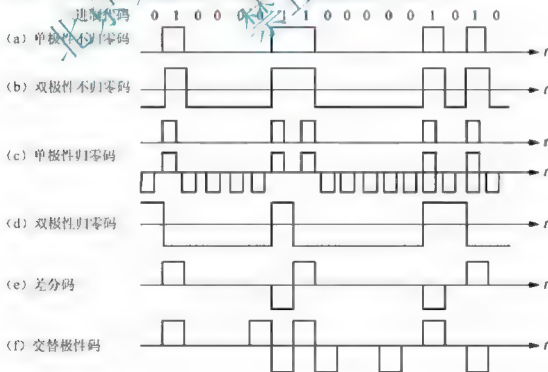 进制代码 0 1 0 0 0 0 1 1 0 0 0 0 0 1 0 1 0
(a) 单极性不归零码 t
(b) 双极性不归零码 t
t
(c) 单极性归零码 t
(d) 双极性归零码 t
(e) 差分码 t
(f) 交替极性码 t